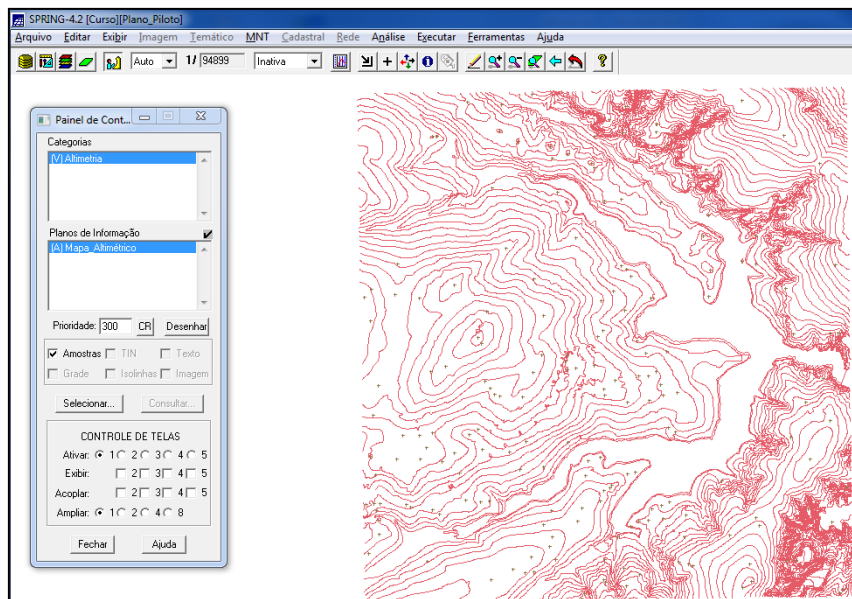 SPRING-4.2 [Curso][Plano_Piloto]
Arquivo Editar Exibir Imagem Temático MNT Cadastral Rede Análise Executar Ferramentas Ajuda
Auto 1/ 94899 Inativa
Painel de Cont...
Categorias
(V) Altimetria
Planos de Informação
(A) Mapa_Altimétrico
Prioridade: 300 CR Desenhar
Amostras TIN Texto
Grade Isolinhas Imagem
Selecionar... Consultar...
CONTROLE DE TELAS
Ativar: 1 2 3 4 5
Exibir: 2 3 4 5
Acoplar: 2 3 4 5
Ampliar: 1 2 4 8
Fechar Ajuda